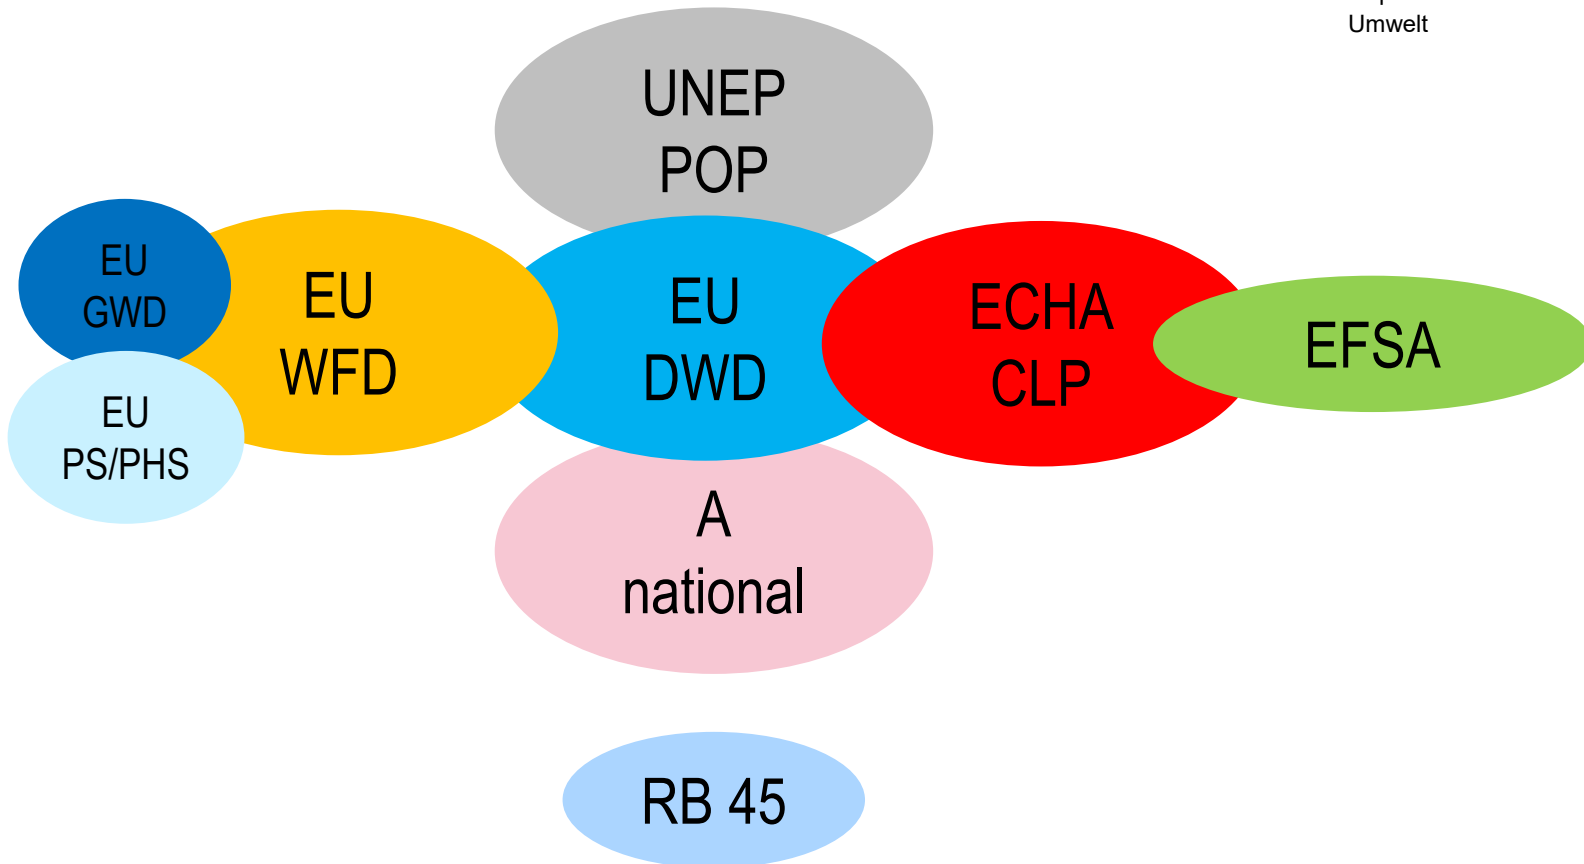 Umwelt
UNEP
POP
EU
GWD
EU
WFD
EU
DWD
ECHA
CLP
EFSA
EU
PS/PHS
A
national
RB 45